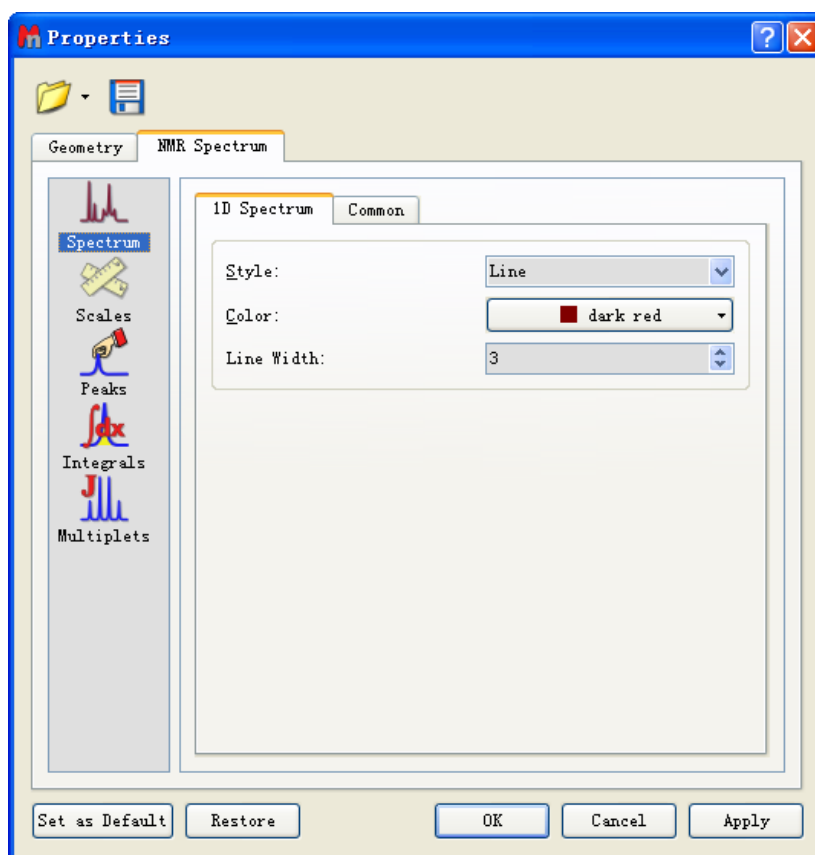 Properties
Geometry
NMR Spectrum
Spectrum
Scales
Peaks
Integrals
Multiplets
1D Spectrum
Common
Style:
Line
Color:
dark red
Line Width:
3
Set as Default
Restore
OK
Cancel
Apply